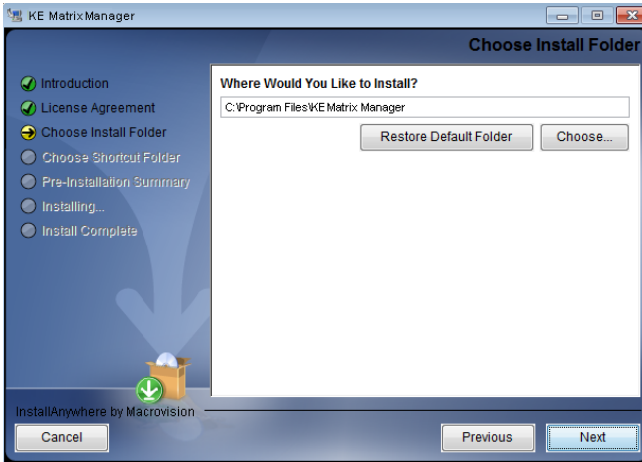 KE MatrixManager
Choose Install Folder
Introduction
License Agreement
Choose Install Folder
Choose Shortcut Folder
Pre-Installation Summary
Installing...
Install Complete
Where Would You Like to Install?
C:\Program Files\KE Matrix Manager
Restore Default Folder
Choose...
InstallAnywhere by Macrovision
Cancel
Previous
Next